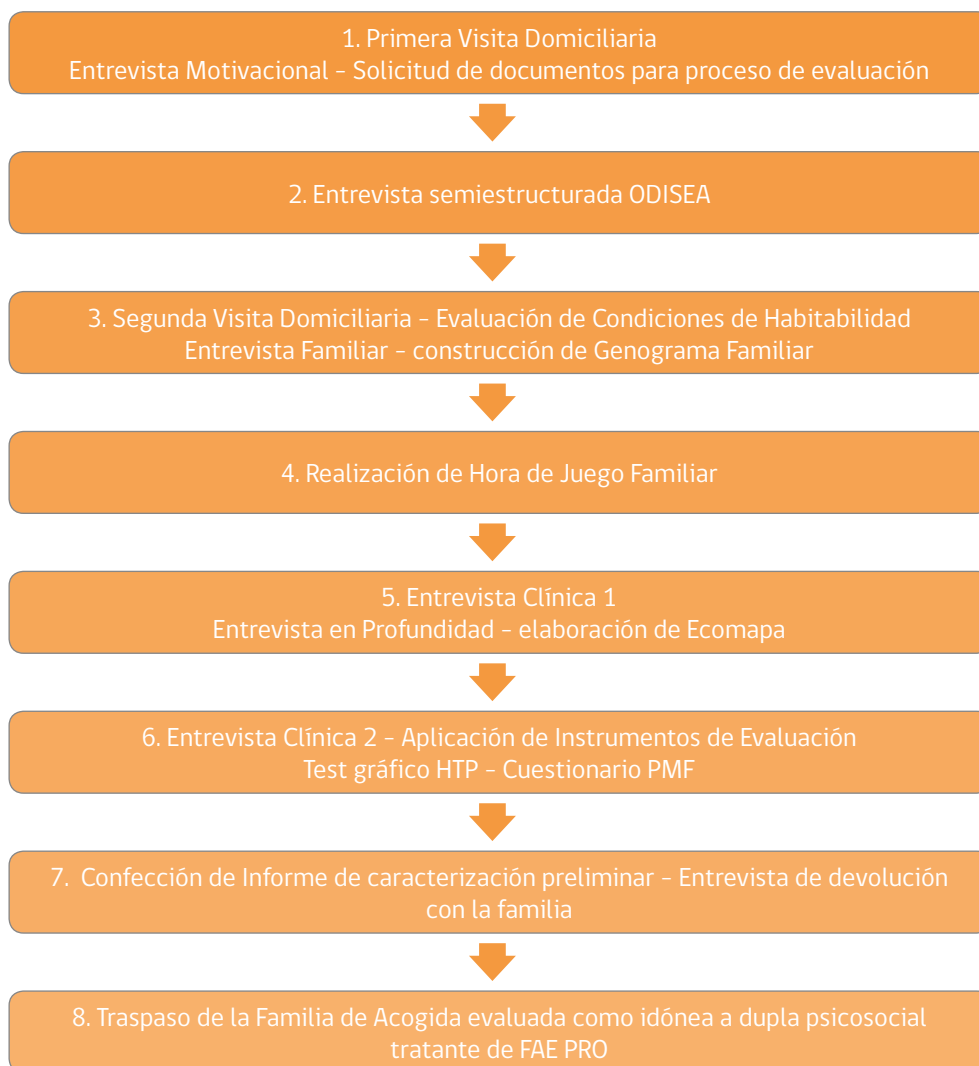 1. Primera Visita Domiciliaria
Entrevista Motivacional – Solicitud de documentos para proceso de evaluación
2. Entrevista semiestructurada ODISEA
3. Segunda Visita Domiciliaria – Evaluación de Condiciones de Habitabilidad
Entrevista Familiar – construcción de Genograma Familiar
4. Realización de Hora de Juego Familiar
5. Entrevista Clínica 1
Entrevista en Profundidad – elaboración de Ecomapa
6. Entrevista Clínica 2 – Aplicación de Instrumentos de Evaluación
Test gráfico HTP – Cuestionario PMF
7. Confección de Informe de caracterización preliminar – Entrevista de devolución
con la familia
8. Traspaso de la Familia de Acogida evaluada como idónea a dupla psicosocial
tratante de FAE PRO